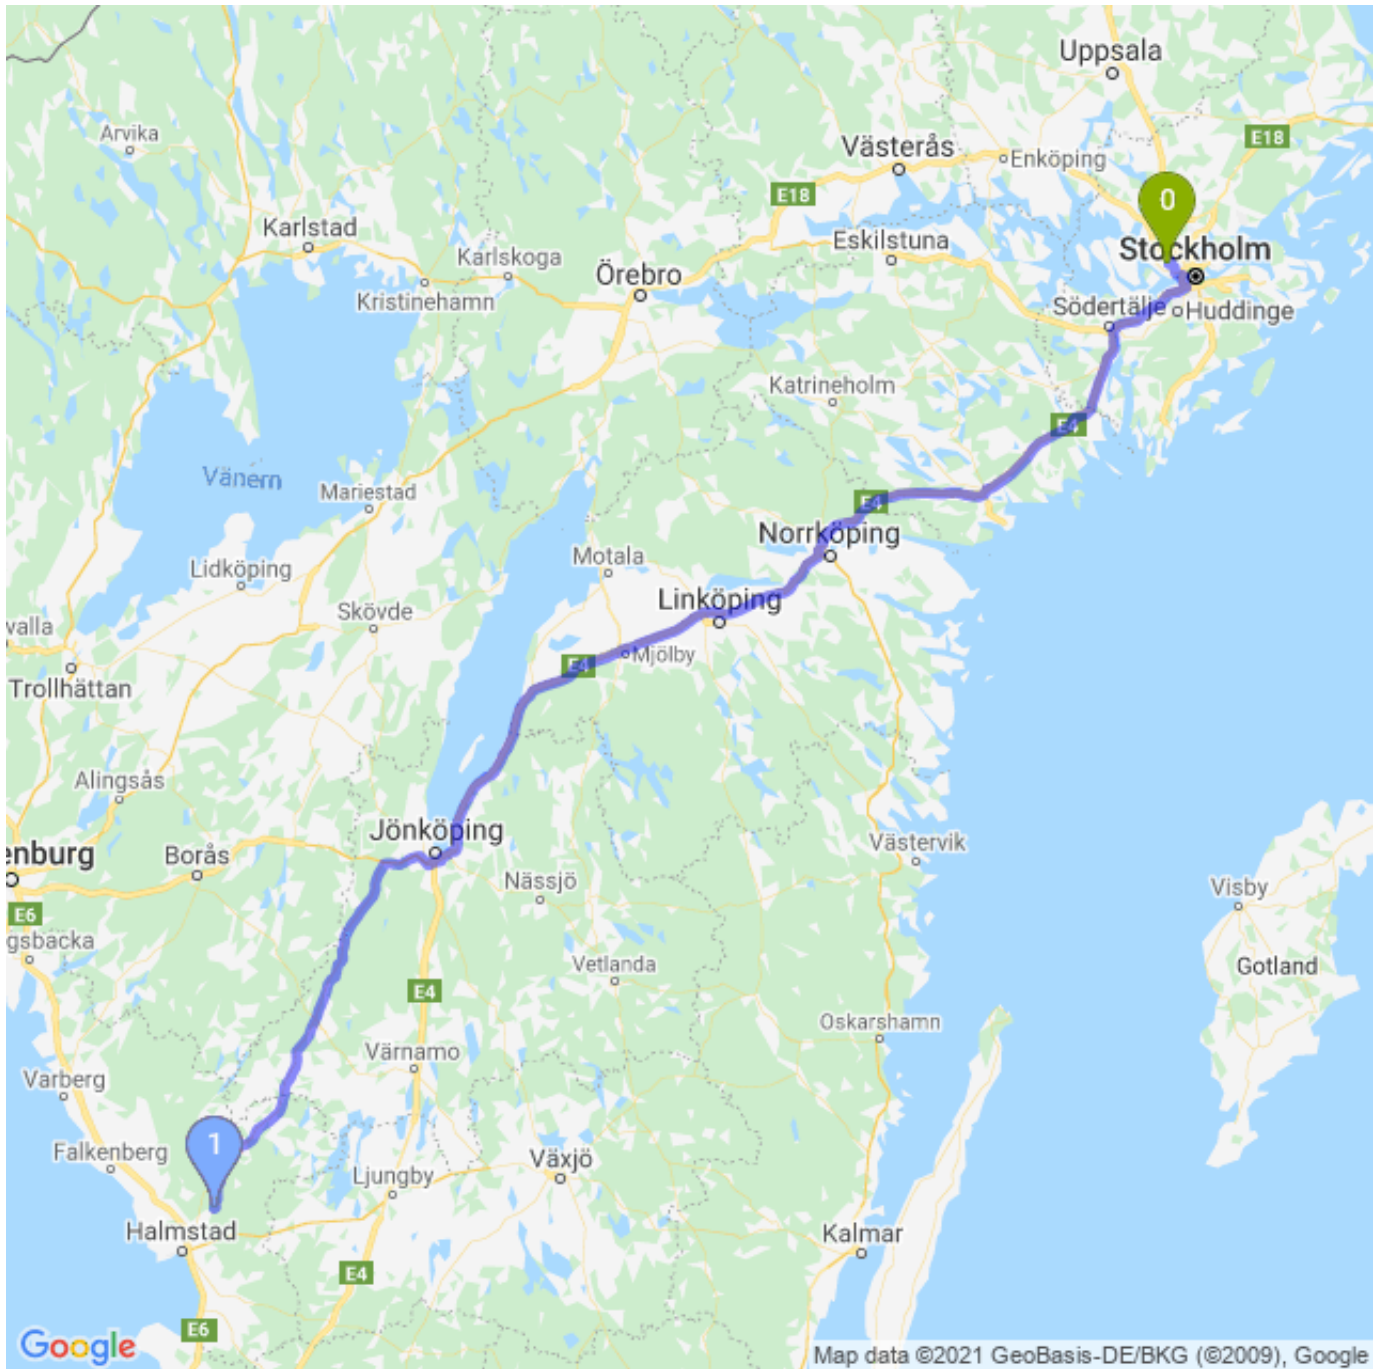 Uppsala
Arvika
E18
Västerås
Enköping
E18
0
Karlstad
Eskilstuna
Stockholm
Karlskoga
Örebro
Kristinehamn
Södertälje
Huddinge
Katrineholm
E4
Vänern
Mariestad
E4
Norrköping
Motala
Lidköping
Linköping
Skövde
valla
Mjölby
E4
Trollhättan
Alingsås
Jönköping
Västervik
enburg
Borås
Nässjö
Visby
E6
gsbacka
Vetlanda
Gotland
E4
Oskarshamn
Värnamo
Varberg
1
Falkenberg
Växjö
Ljungby
Halmstad
Kalmar
E4
E6
Google
Map data ©2021 GeoBasis-DE/BKG (©2009), Google